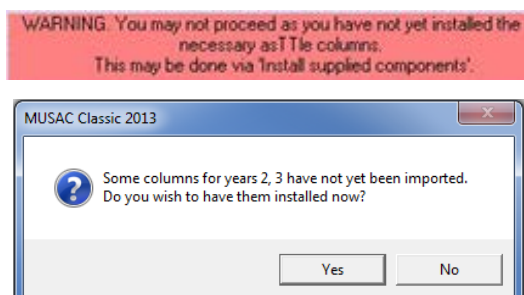 WARNING. You may not proceed as you have not yet installed the
necessary asTTle columns.
This may be done via 'Install supplied components'.
MUSAC Classic 2013
Some columns for years 2, 3 have not yet been imported.
Do you wish to have them installed now?
Yes No